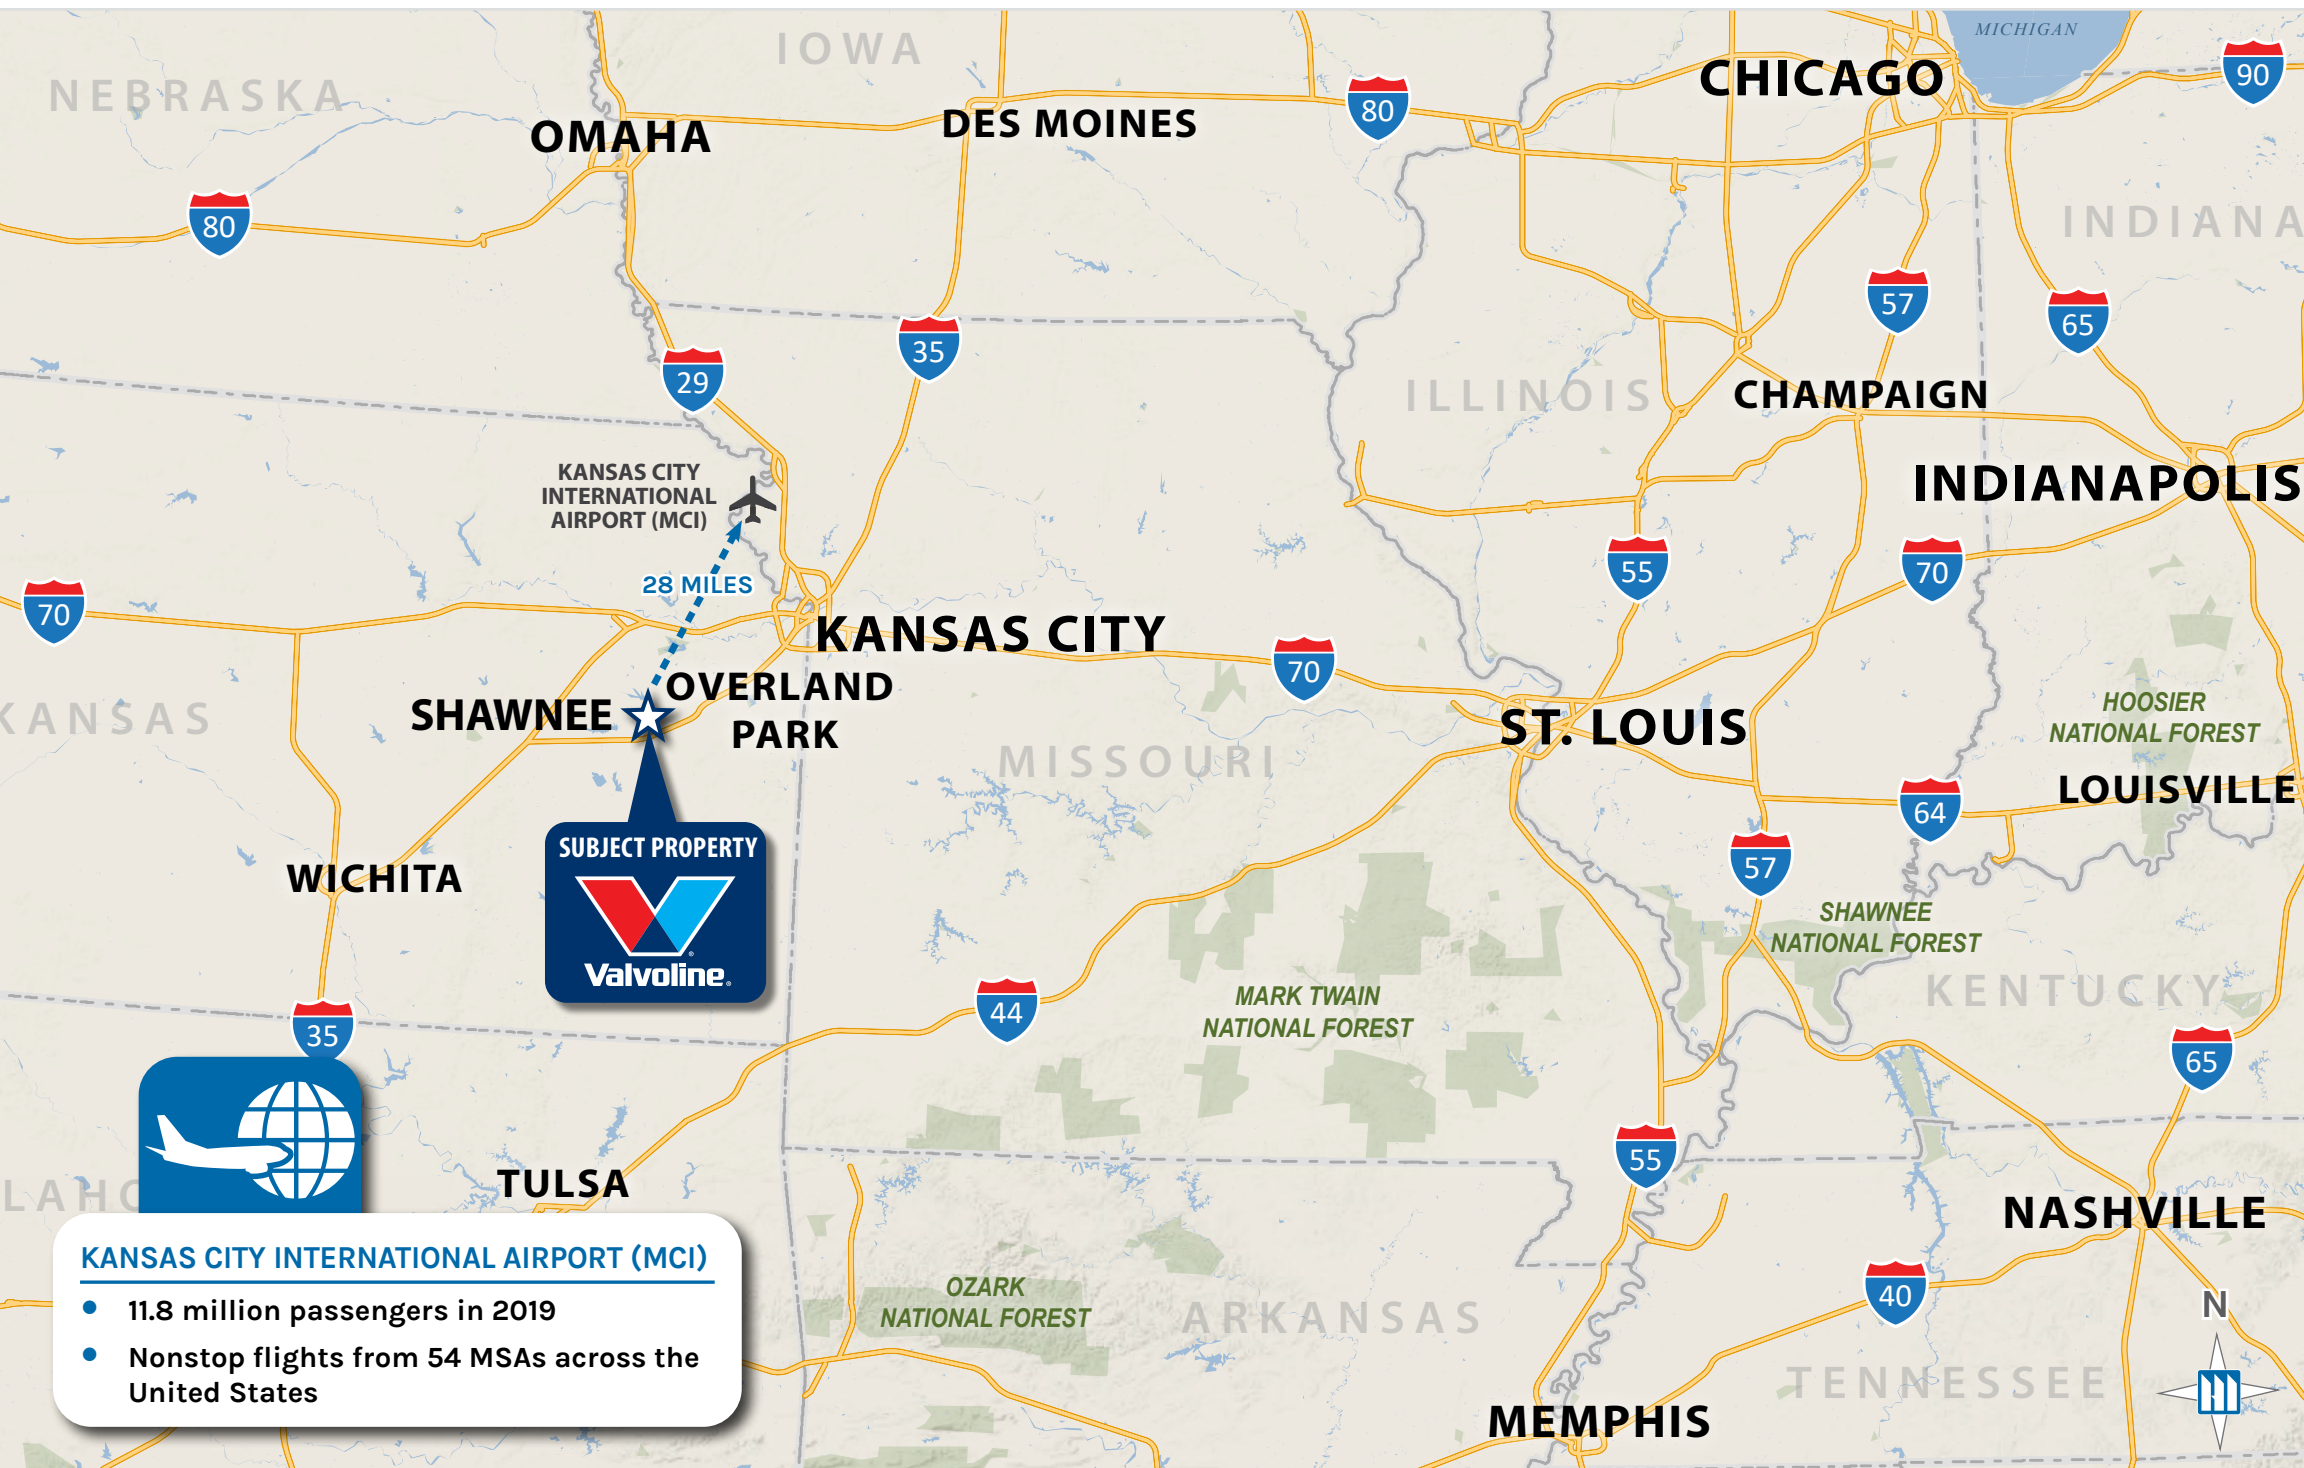 MICHIGAN
IOWA
NEBRASKA
CHICAGO
90
80
DES MOINES
OMAHA
80
INDIANA
57
65
35
29
ILLINOIS
CHAMPAIGN
KANSAS CITY
INTERNATIONAL
AIRPORT (MCI)
INDIANAPOLIS
55
70
28 MILES
70
KANSAS CITY
70
OVERLAND
PARK
SHAWNEE
KANSAS
MISSOURI
ST. LOUIS
HOOSIER
NATIONAL FOREST
LOUISVILLE
64
57
SUBJECT PROPERTY
Valvoline
WICHITA
SHAWNEE
NATIONAL FOREST
KENTUCKY
MARK TWAIN
NATIONAL FOREST
44
35
65
55
TULSA
LAHO
NASHVILLE
KANSAS CITY INTERNATIONAL AIRPORT (MCI)
• 11.8 million passengers in 2019
• Nonstop flights from 54 MSAs across the
United States
OZARK
NATIONAL FOREST
ARKANSAS
40
N
TENNESSEE
MEMPHIS